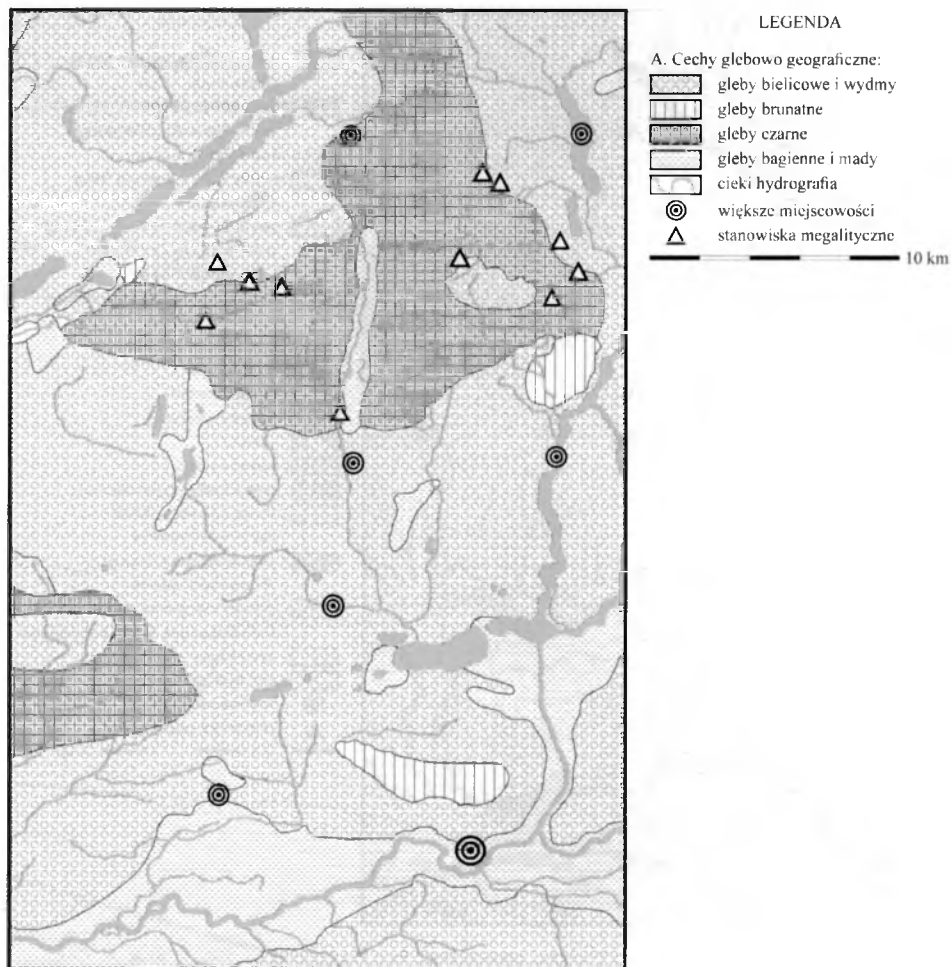 LEGENDA
A. Cechy glebowo geograficzne:
gleby bielicowe i wydmy
gleby brunatne
gleby czarne
gleby bagienne i mady
cieki hydrografia
większe miejscowości
stanowiska megalityczne
10 km